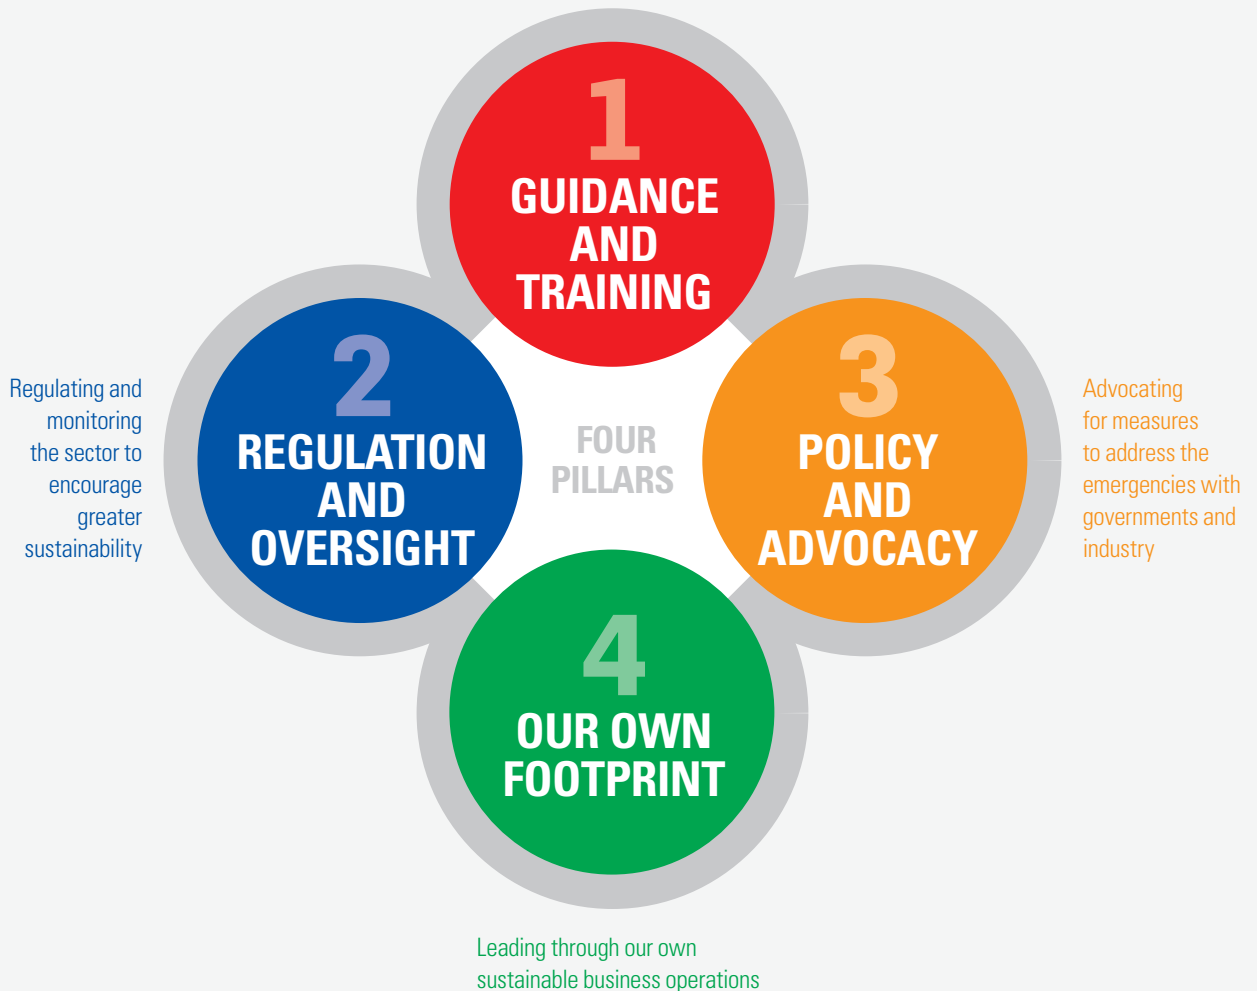 1
GUIDANCE
AND
TRAINING
2
REGULATION
AND
OVERSIGHT
Regulating and
monitoring
the sector to
encourage
greater
sustainability
FOUR
PILLARS
3
POLICY
AND
ADVOCACY
Advocating
for measures
to address the
emergencies with
governments and
industry
4
OUR OWN
FOOTPRINT
Leading through our own
sustainable business operations